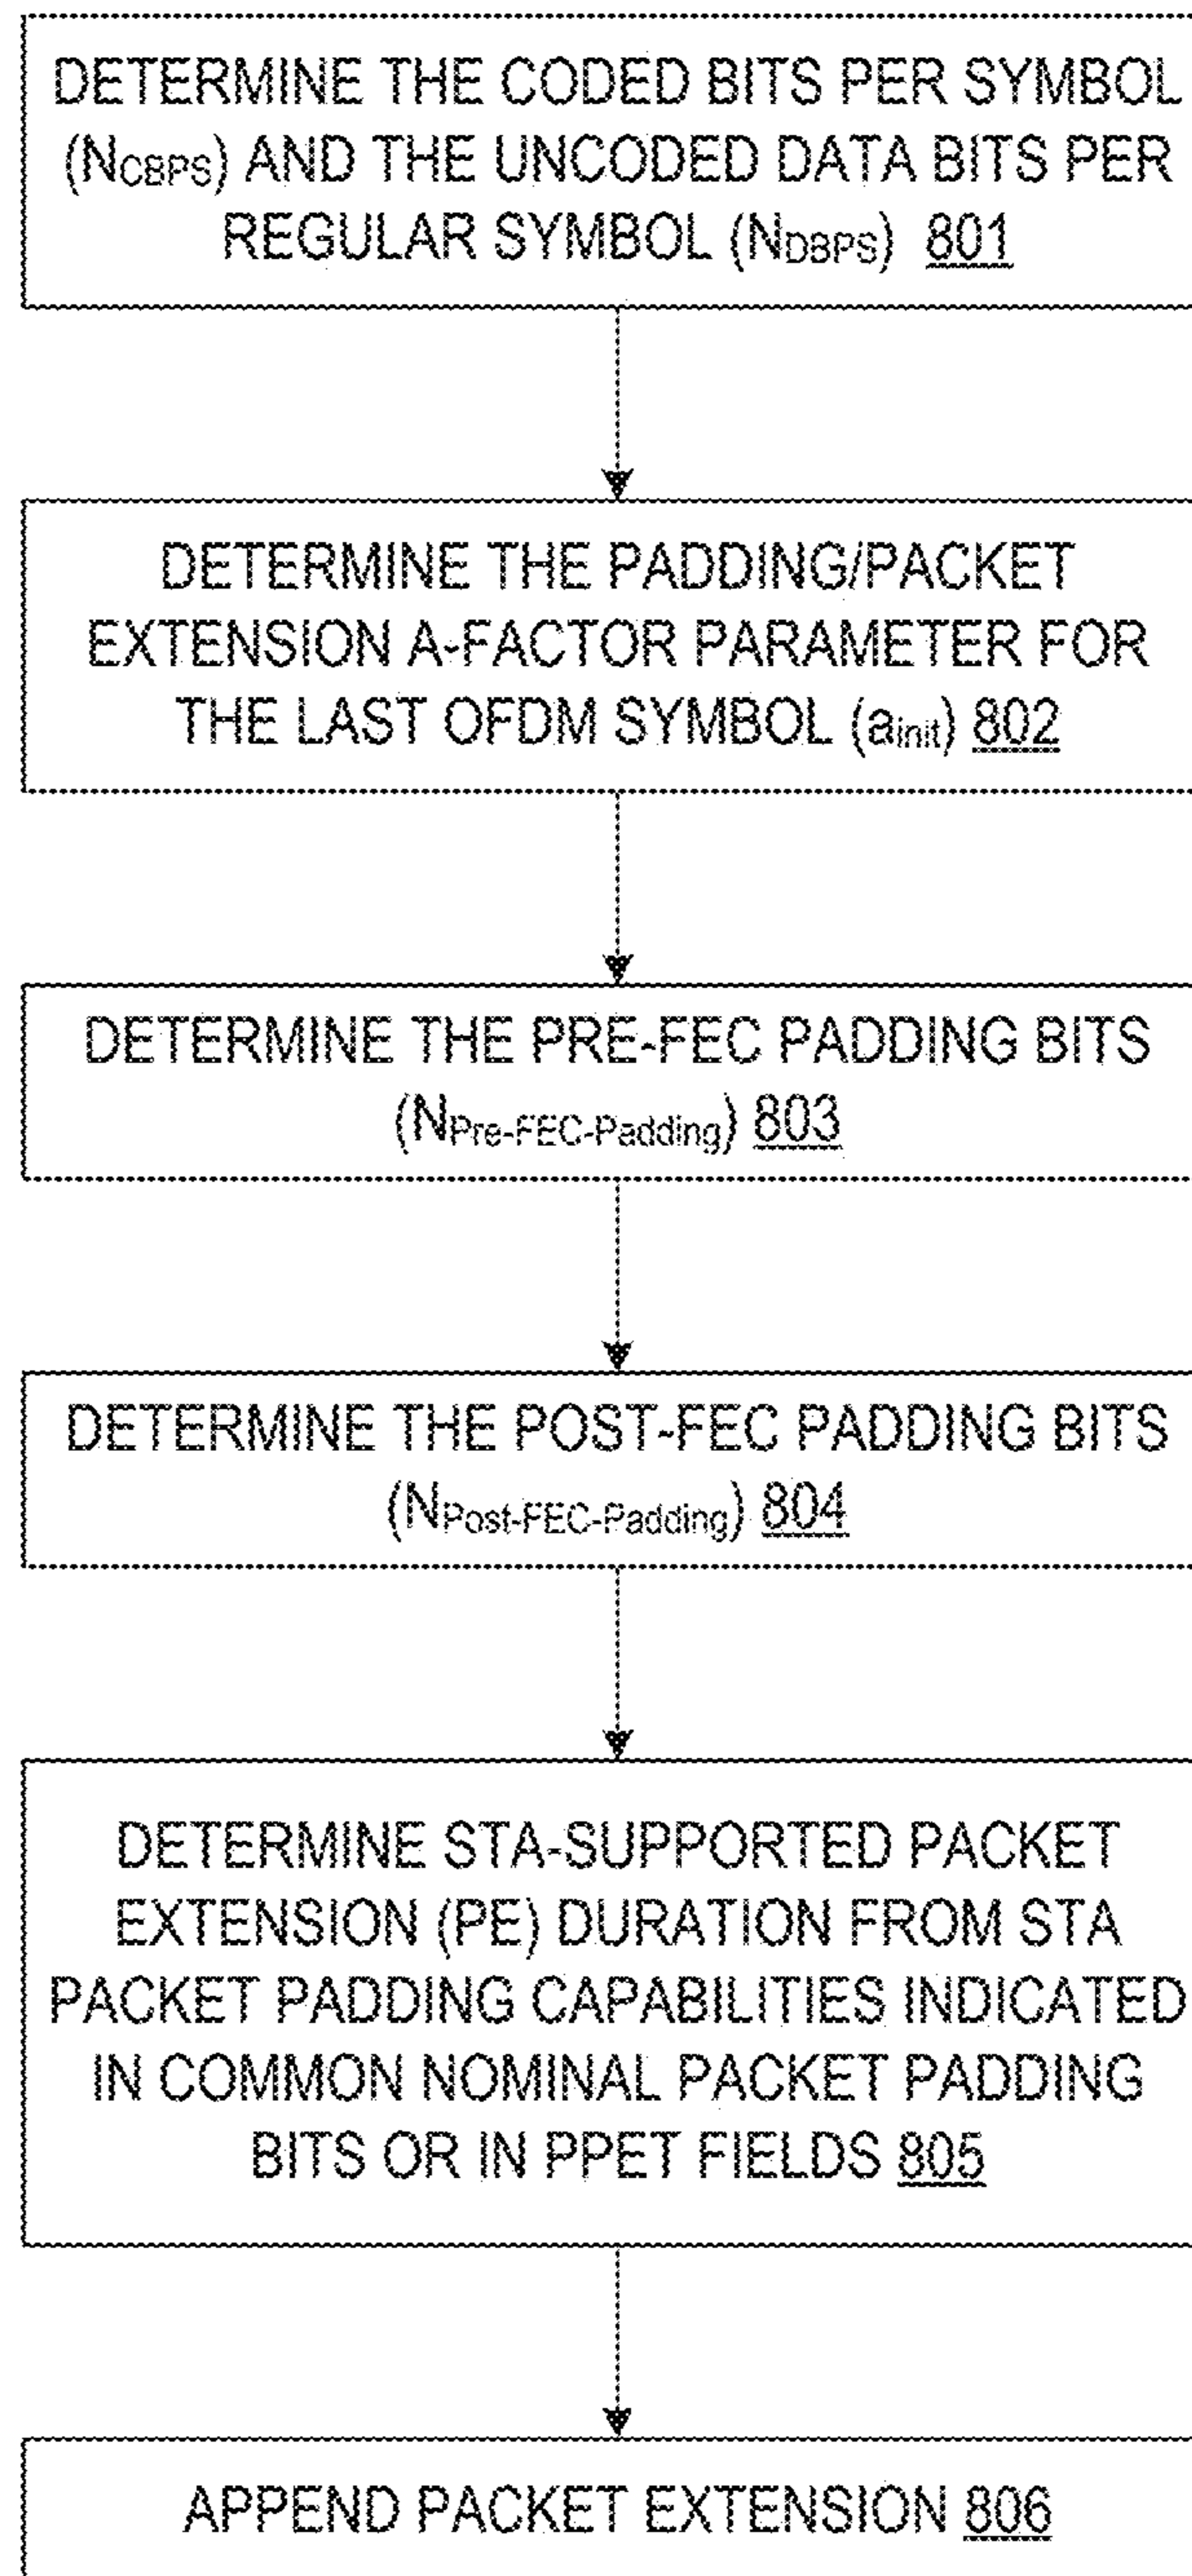 DETERMINE THE CODED BITS PER SYMBOL
(NCBPS) AND THE UNCODED DATA BITS PER
REGULAR SYMBOL (NDBPS) 801
DETERMINE THE PADDING/PACKET
EXTENSION A-FACTOR PARAMETER FOR
THE LAST OFDM SYMBOL (ainit) 802
DETERMINE THE PRE-FEC PADDING BITS
(NPre-FEC-Padding) 803
DETERMINE THE POST-FEC PADDING BITS
(NPost-FEC-Padding) 804
DETERMINE STA-SUPPORTED PACKET
EXTENSION (PE) DURATION FROM STA
PACKET PADDING CAPABILITIES INDICATED
IN COMMON NOMINAL PACKET PADDING
BITS OR IN PPET FIELDS 805
APPEND PACKET EXTENSION 806